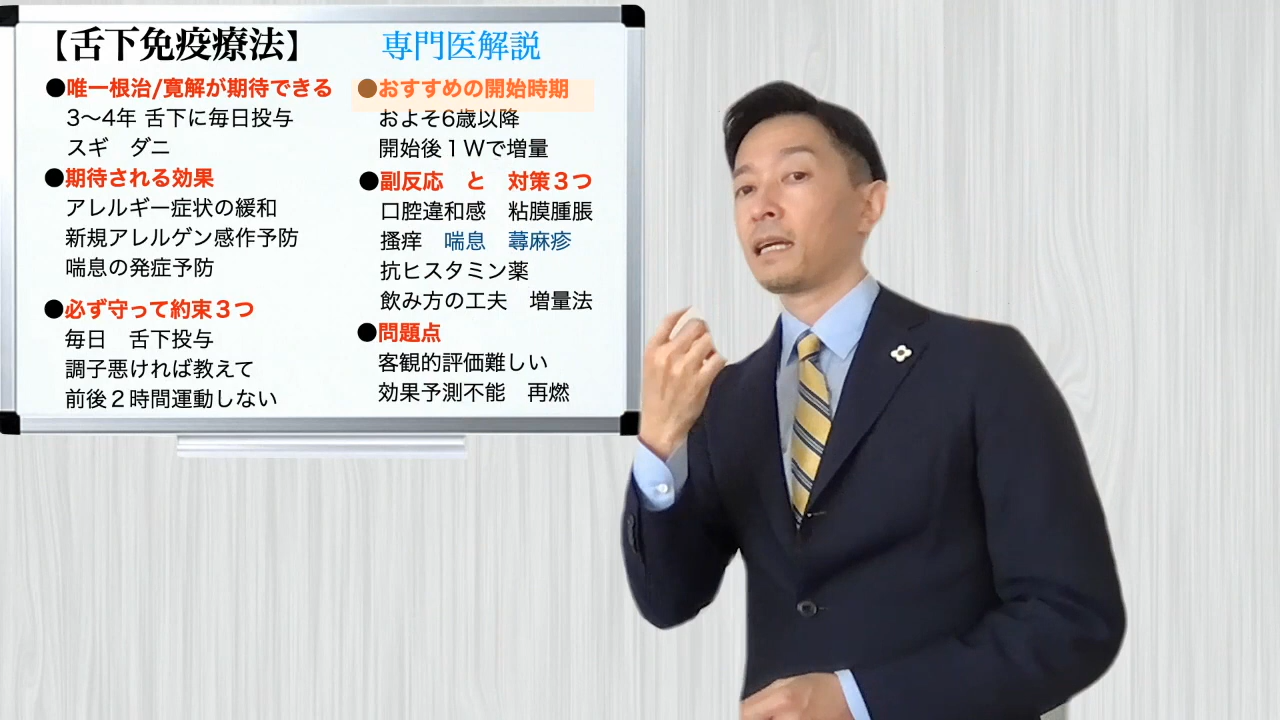 【舌下免疫療法】
●唯一根治/寛解が期待できる
3〜4年 舌下に毎日投与
スギ　ダニ
●期待される効果
アレルギー症状の緩和
新規アレルゲン感作予防
喘息の発症予防
●必ず守って約束３つ
毎日　舌下投与
調子悪ければ教えて
前後２時間運動しない
専門医解説
●おすすめの開始時期
およそ6歳以降
開始後１Wで増量
●副反応　と　対策３つ
口腔違和感　粘膜腫脹
掻痒　喘息　蕁麻疹
抗ヒスタミン薬
飲み方の工夫　増量法
●問題点
客観的評価難しい
効果予測不能　再燃